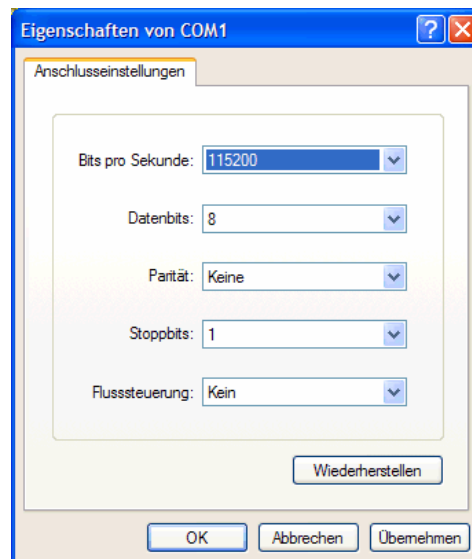 Eigenschaften von COM1
Anschlusseinstellungen
Bits pro Sekunde: 115200
Datenbits: 8
Parität: Keine
Stoppbits: 1
Flusssteuerung: Kein
Wiederherstellen
OK Abbrechen Übernehmen